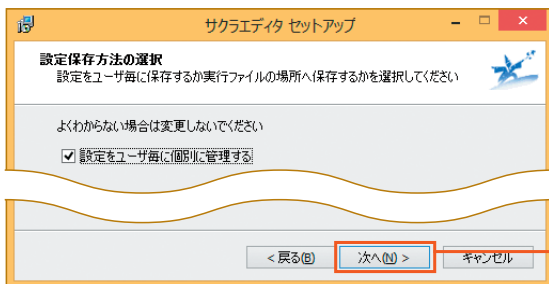 サクラエディタ セットアップ
設定保存方法の選択
設定をユーザ毎に保存するか実行ファイルの場所へ保存するかを選択してください
よくわからない場合は変更しないでください
設定をユーザ毎に個別に管理する
< 戻る(B)
次へ(N) >
キャンセル